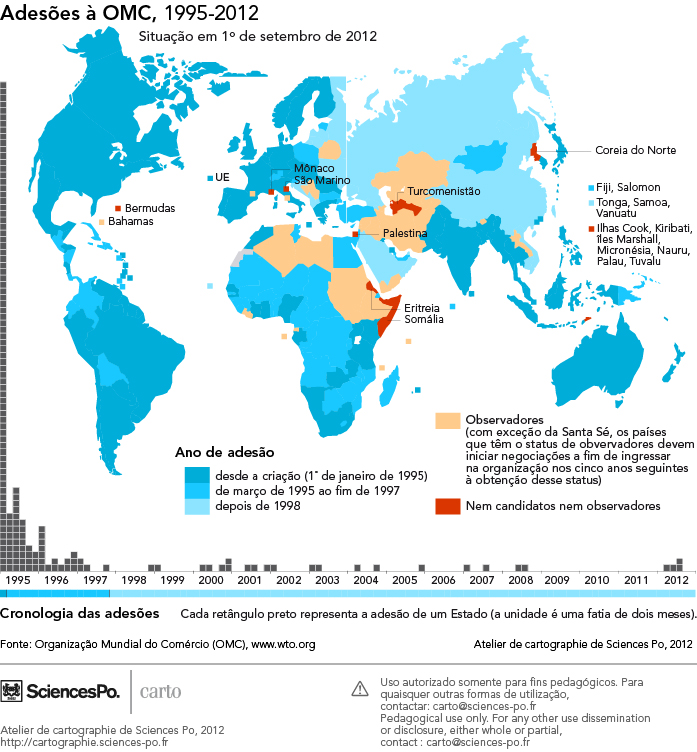 Adesões à OMC, 1995-2012
Situação em 1º de setembro de 2012
Coreia do Norte
UE
Mônaco
São Marino
Turcomenistão
Fiji, Salomon
Tonga, Samoa,
Vanuatu
Bermudas
Bahamas
Palestina
Ilhas Cook, Kiribati,
îles Marshall,
Micronésia, Nauru,
Palau, Tuvalu
Eritreia
Somália
Ano de adesão
desde a criação (1º de janeiro de 1995)
de março de 1995 ao fim de 1997
depois de 1998
Observadores
(com exceção da Santa Sé, os países
que têm o status de obvervadores devem
iniciar negociações a fim de ingressar
na organização nos cinco anos seguintes
à obtenção desse status)
Nem candidatos nem observadores
1995 1996 1997 1998 1999 2000 2001 2002 2003 2004 2005 2006 2007 2008 2009 2010 2011 2012
Cronologia das adesões Cada retângulo preto representa a adesão de um Estado (a unidade é uma fatia de dois meses).
Fonte: Organização Mundial do Comércio (OMC), www.wto.org
Atelier de cartographie de Sciences Po, 2012
SciencesPo. carto
Atelier de cartographie de Sciences Po, 2012
http://cartographie.sciences-po.fr
Uso autorizado somente para fins pegagógicos. Para
quaisquer outras formas de utilização,
contactar: carto@sciences-po.fr
Pedagogical use only. For any other use dissemination
or disclosure, either whole or partial,
contact : carto@sciences-po.fr